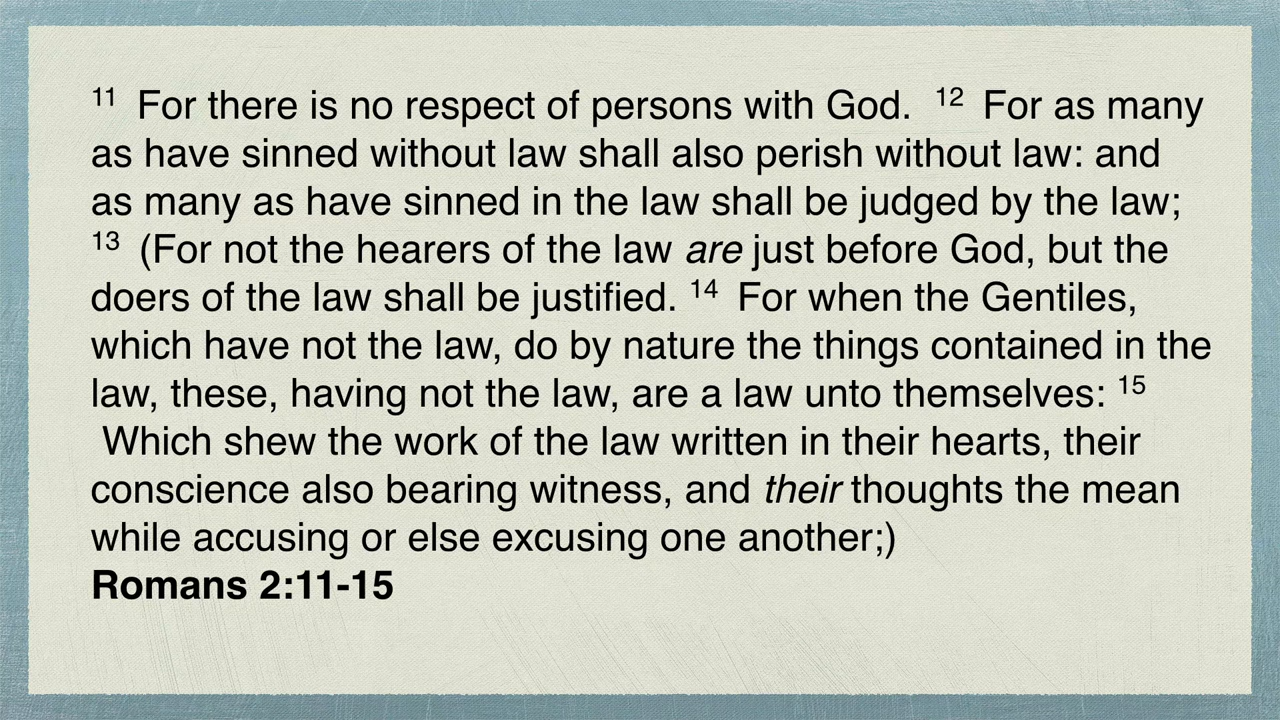 11 For there is no respect of persons with God. 12 For as many
as have sinned without law shall also perish without law: and
as many as have sinned in the law shall be judged by the law;
13 (For not the hearers of the law are just before God, but the
doers of the law shall be justified. 14 For when the Gentiles,
which have not the law, do by nature the things contained in the
law, these, having not the law, are a law unto themselves: 15
Which shew the work of the law written in their hearts, their
conscience also bearing witness, and their thoughts the mean
while accusing or else excusing one another;)
Romans 2:11-15